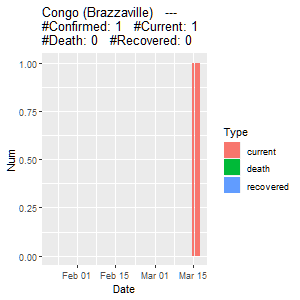 Congo (Brazzaville)   ---
#Confirmed: 1   #Current: 1
#Death: 0   #Recovered: 0
1.00
0.75
0.50
0.25
0.00
Num
Feb 01
Feb 15
Mar 01
Mar 15
Date
Type
current
death
recovered